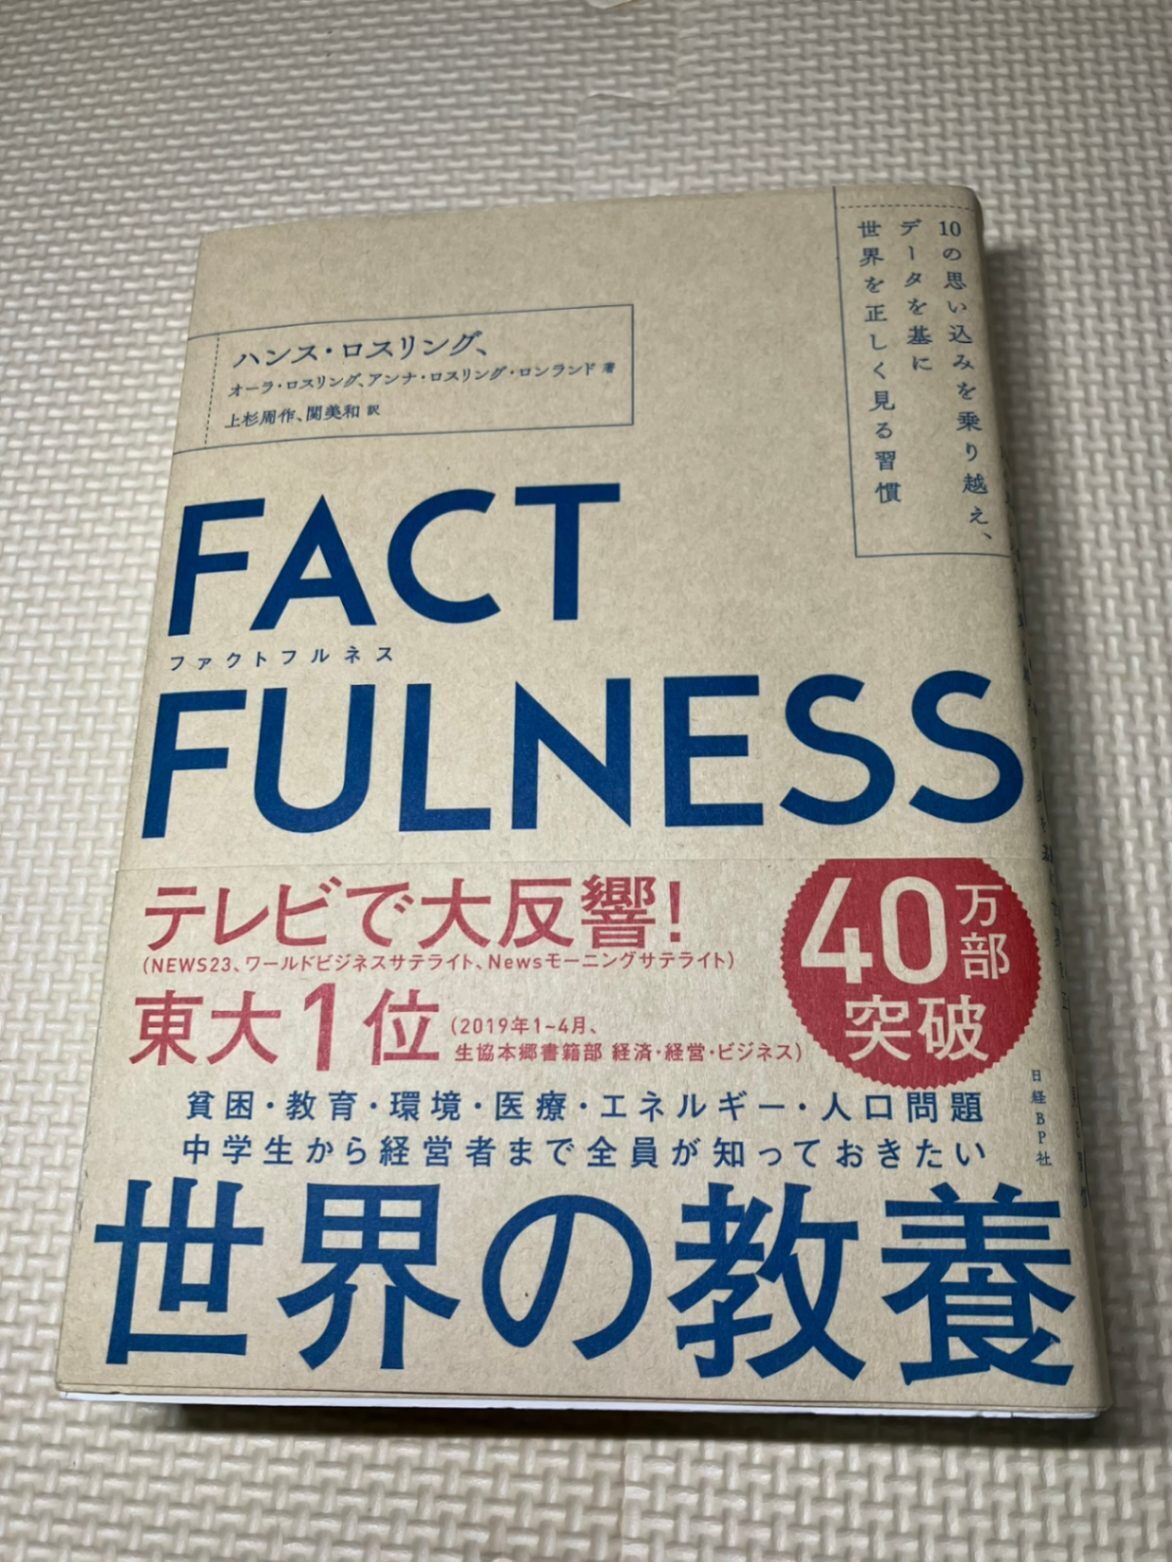 10の思い込みを乗り越え、
データを基に
世界を正しく見る習慣
ハンス・ロスリング、
オーラ・ロスリング、アンナ・ロスリング・ロンランド 著
上杉周作、関美和 訳
FACT
ファクトフルネス
FULNESS
テレビで大反響！
（NEWS23、ワールドビジネスサテライト、Newsモーニングサテライト）
東大1位
（2019年1~4月、
生協本郷書籍部 経済・経営・ビジネス）
40万部
突破
貧困・教育・環境・医療・エネルギー・人口問題
中学生から経営者まで全員が知っておきたい
世界の教養
日経BP社